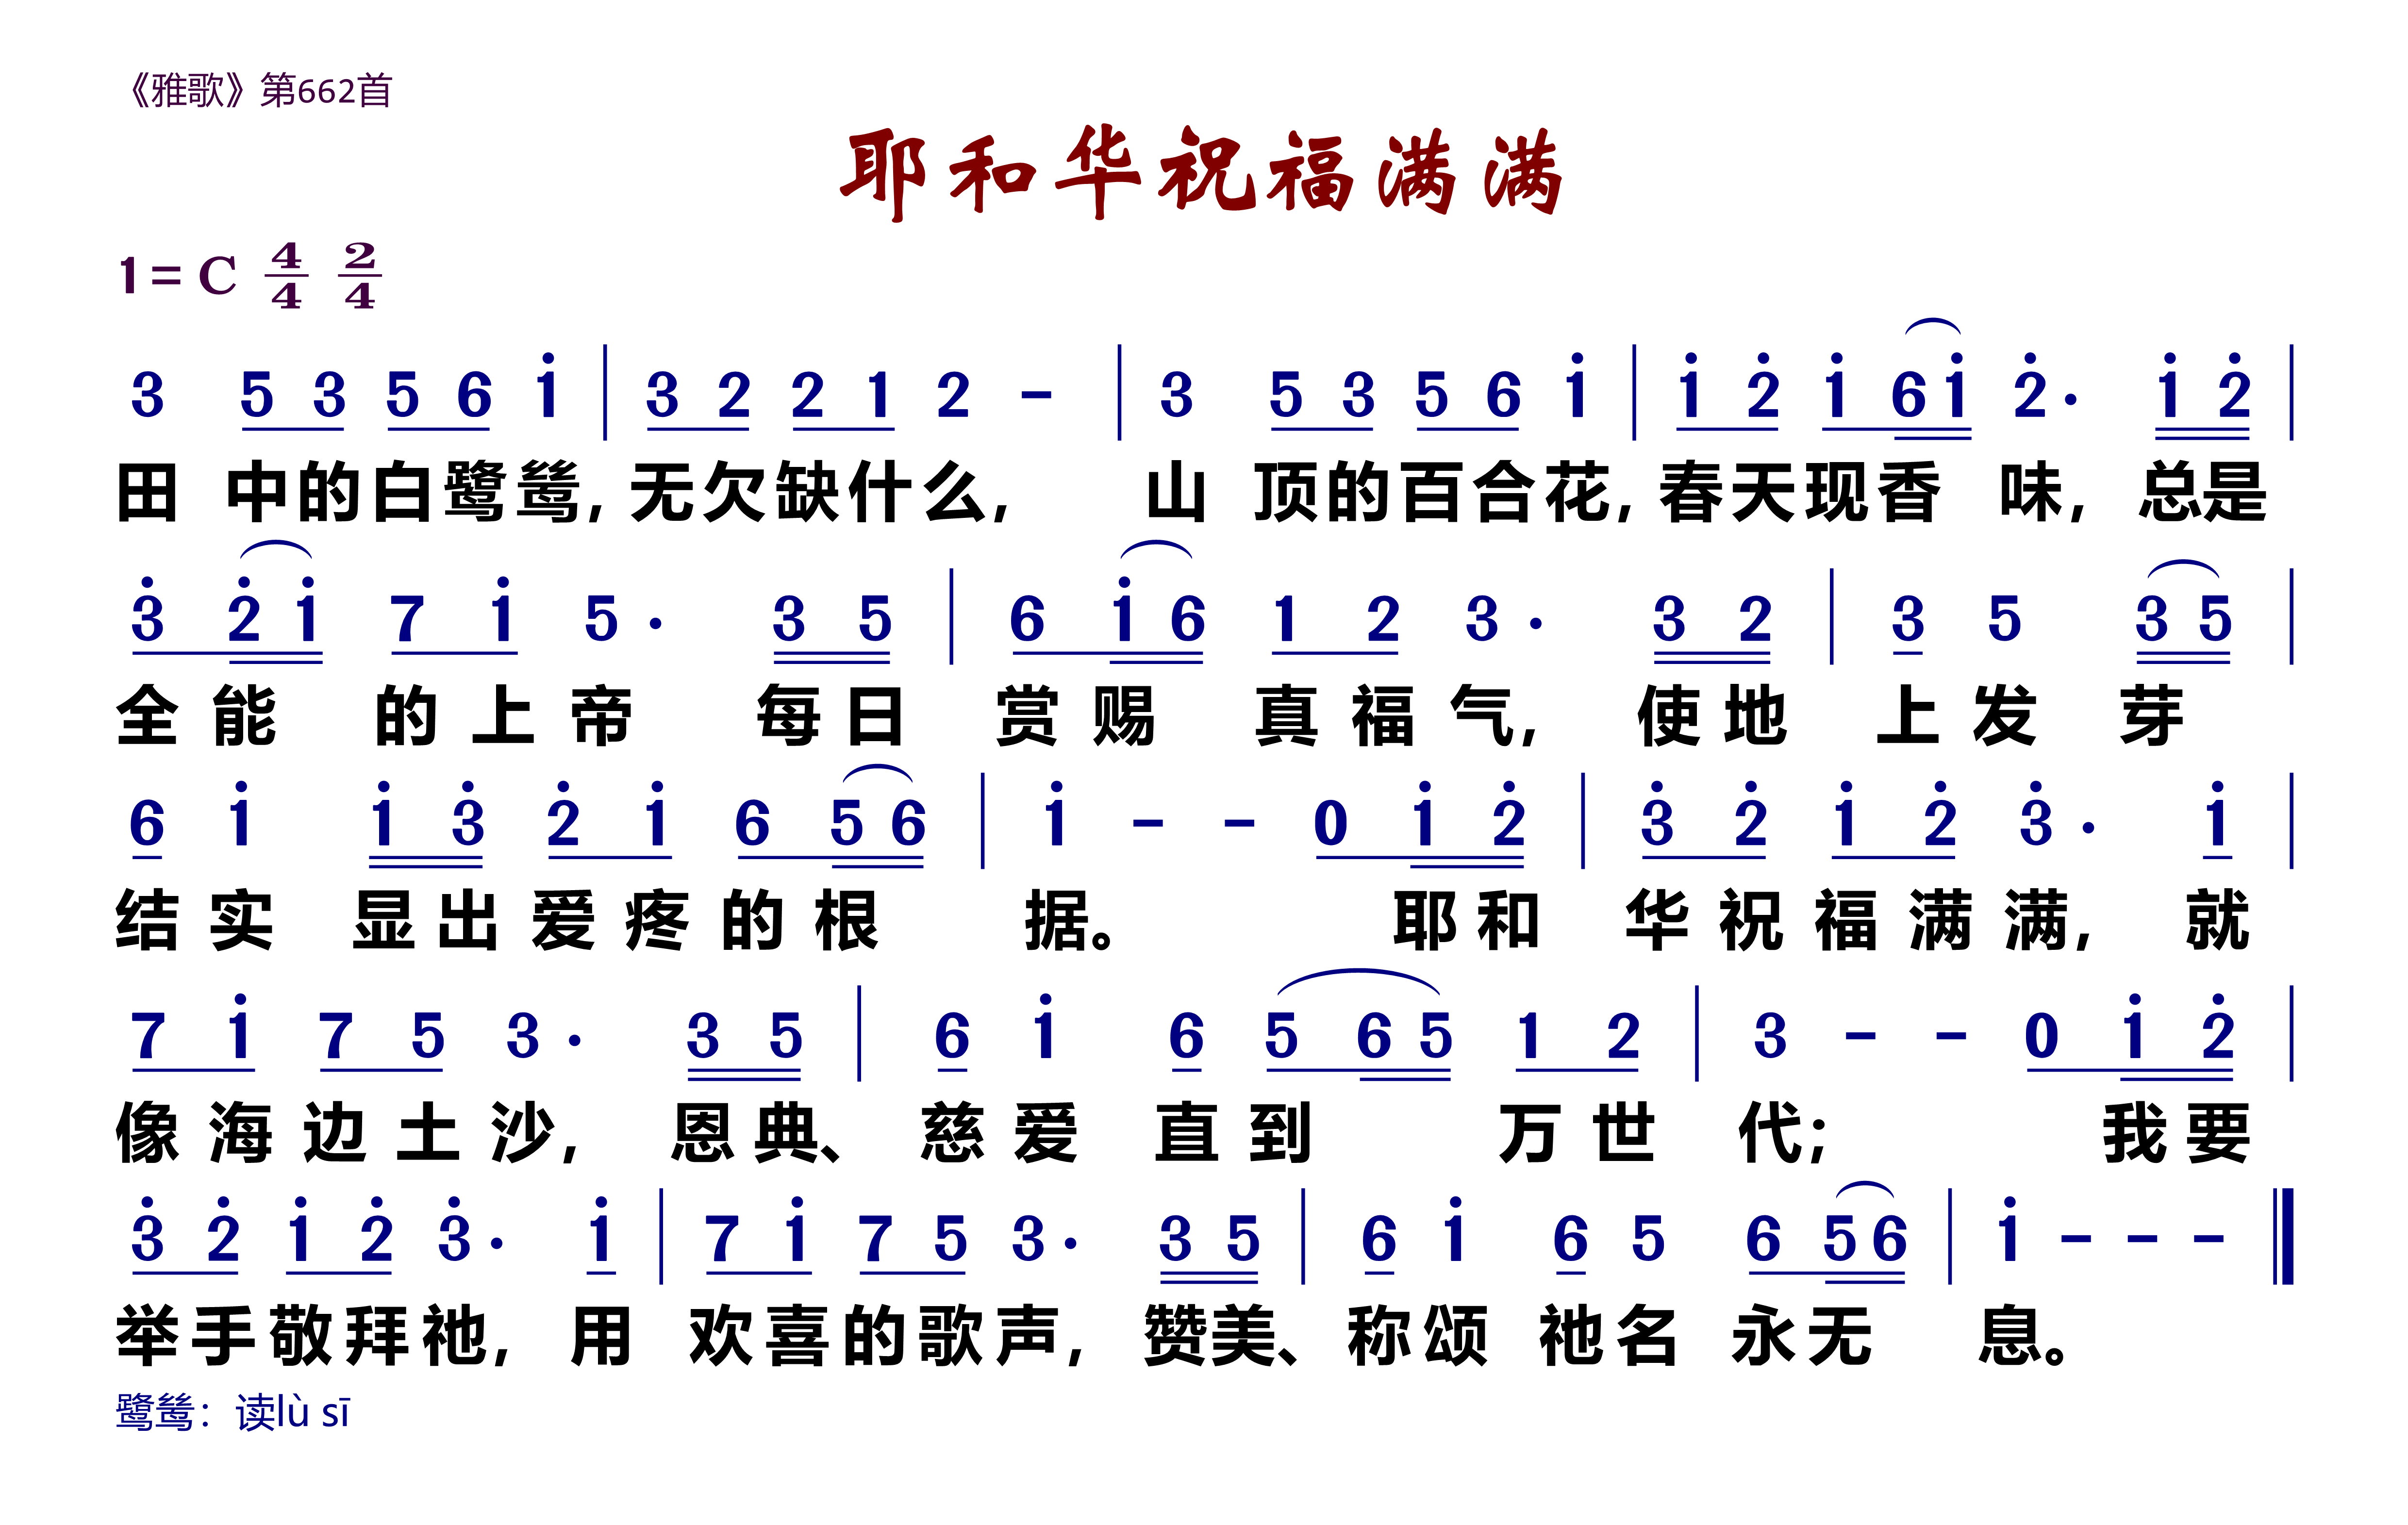 《雅歌》第662首
耶和华祝福满满
1= C 4/4 2/4
3 5 3 5 6 i | 3 2 2 1 2 - | 3 5 3 5 6 i | i 2̇ i 6 i 2̇· i 2̇ |
田 中的白鹭鸶, 无欠缺什么, 山 顶的百合花, 春天现香 味, 总是
3̇ 2̇ i 7 i 5· 3 5 | 6 i 6 1 2 3· 3 2 | 3 5 3 5 |
全 能 的 上 帝 每 日 赏 赐 真 福 气, 使 地 上 发 芽
6 i i 3̇ 2̇ i 6 5 6 | i - - 0 i 2̇ | 3̇ 2̇ i 2̇ 3̇· i |
结 实 显 出 爱 疼 的 根 据。 耶 和 华 祝 福 满 满, 就
7 i 7 5 3· 3 5 | 6 i 6 5 6 5 1 2 | 3 - - 0 i 2̇ |
像 海 边 土 沙, 恩 典、 慈 爱 直 到 万 世 代; 我 要
3̇ 2̇ i 2̇ 3̇· i | 7 i 7 5 3· 3 5 | 6 i 6 5 6 5 6 | i - - - ‖
举手敬拜祂, 用 欢喜的歌声, 赞美、 称颂 祂名 永无 息。
鹭鸶：读lù sī